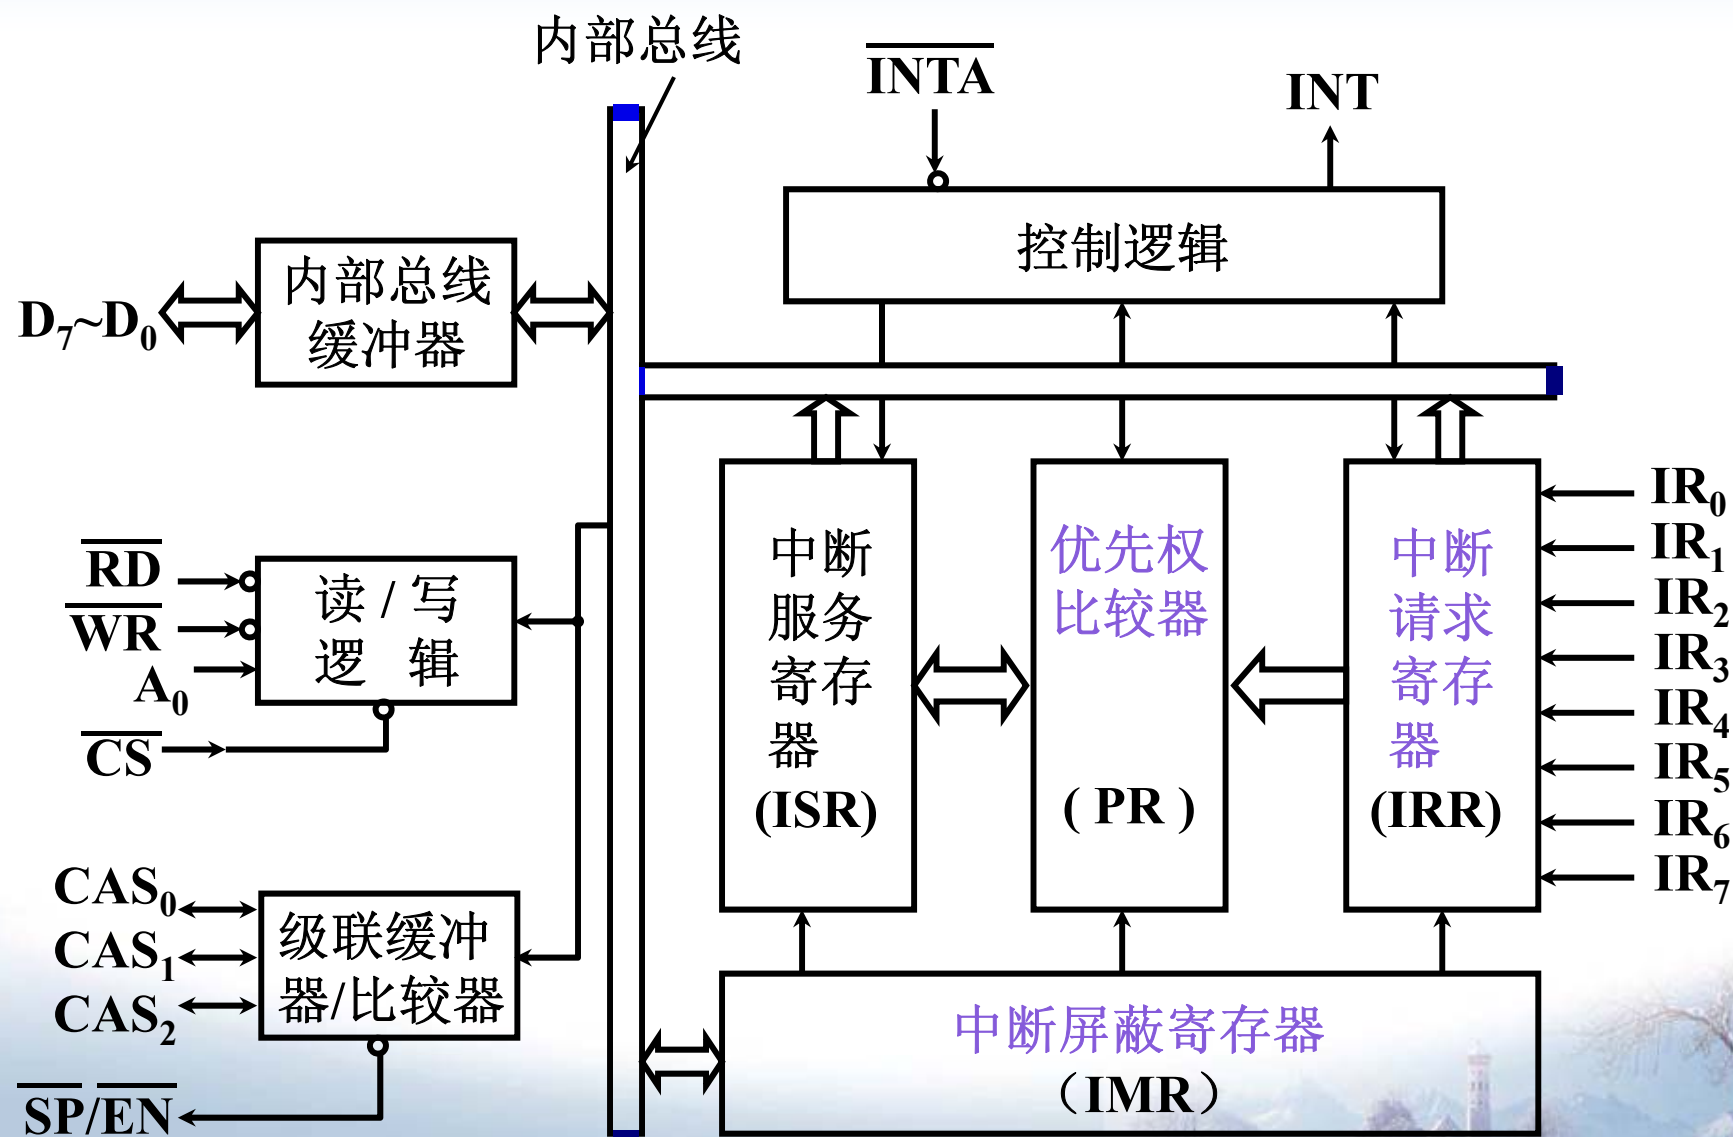 内部总线
INTA
INT
控制逻辑
内部总线
缓冲器
D7~D0
RD
WR
A0
CS
读 / 写
逻 辑
中断
服务
寄存
器
(ISR)
优先权
比较器
( PR )
中断
请求
寄存
器
(IRR)
IR0
IR1
IR2
IR3
IR4
IR5
IR6
IR7
CAS0
CAS1
CAS2
级联缓冲
器/比较器
SP/EN
中断屏蔽寄存器
（IMR）